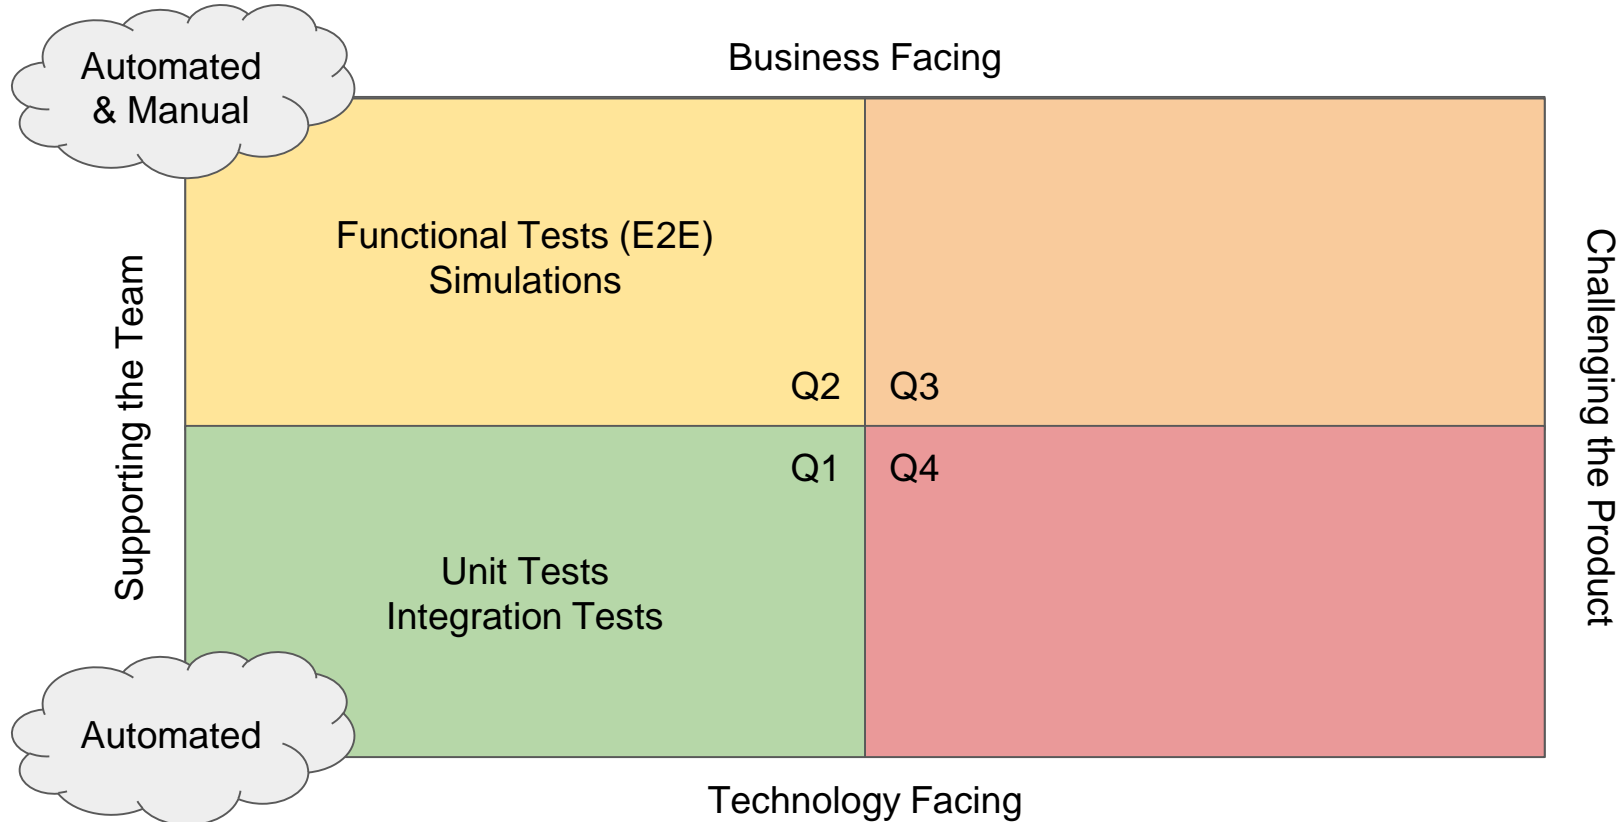 Automated
& Manual
Business Facing
Functional Tests (E2E)
Simulations
Supporting the Team
Challenging the Product
Q2
Q3
Q1
Q4
Unit Tests
Integration Tests
Automated
Technology Facing